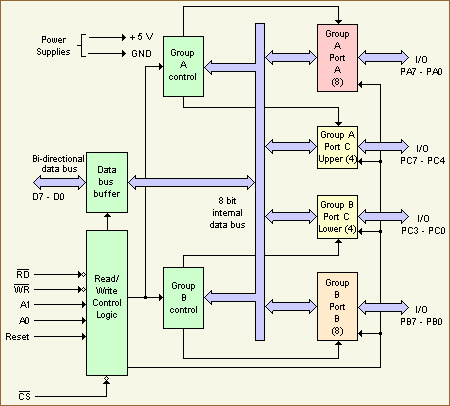 Power
Supplies
+ 5 V
GND
Group
A
control
Group
A
Port
A
(8)
I/O
PA7 - PA0
Group A
Port C
Upper (4)
I/O
PC7 - PC4
Bi-directional
data bus
D7 - D0
Data
bus
buffer
8 bit
internal
data bus
Group B
Port C
Lower (4)
I/O
PC3 - PC0
RD
WR
A1
A0
Reset
CS
Read/
Write
Control
Logic
Group
B
control
Group
B
Port
B
(8)
I/O
PB7 - PB0